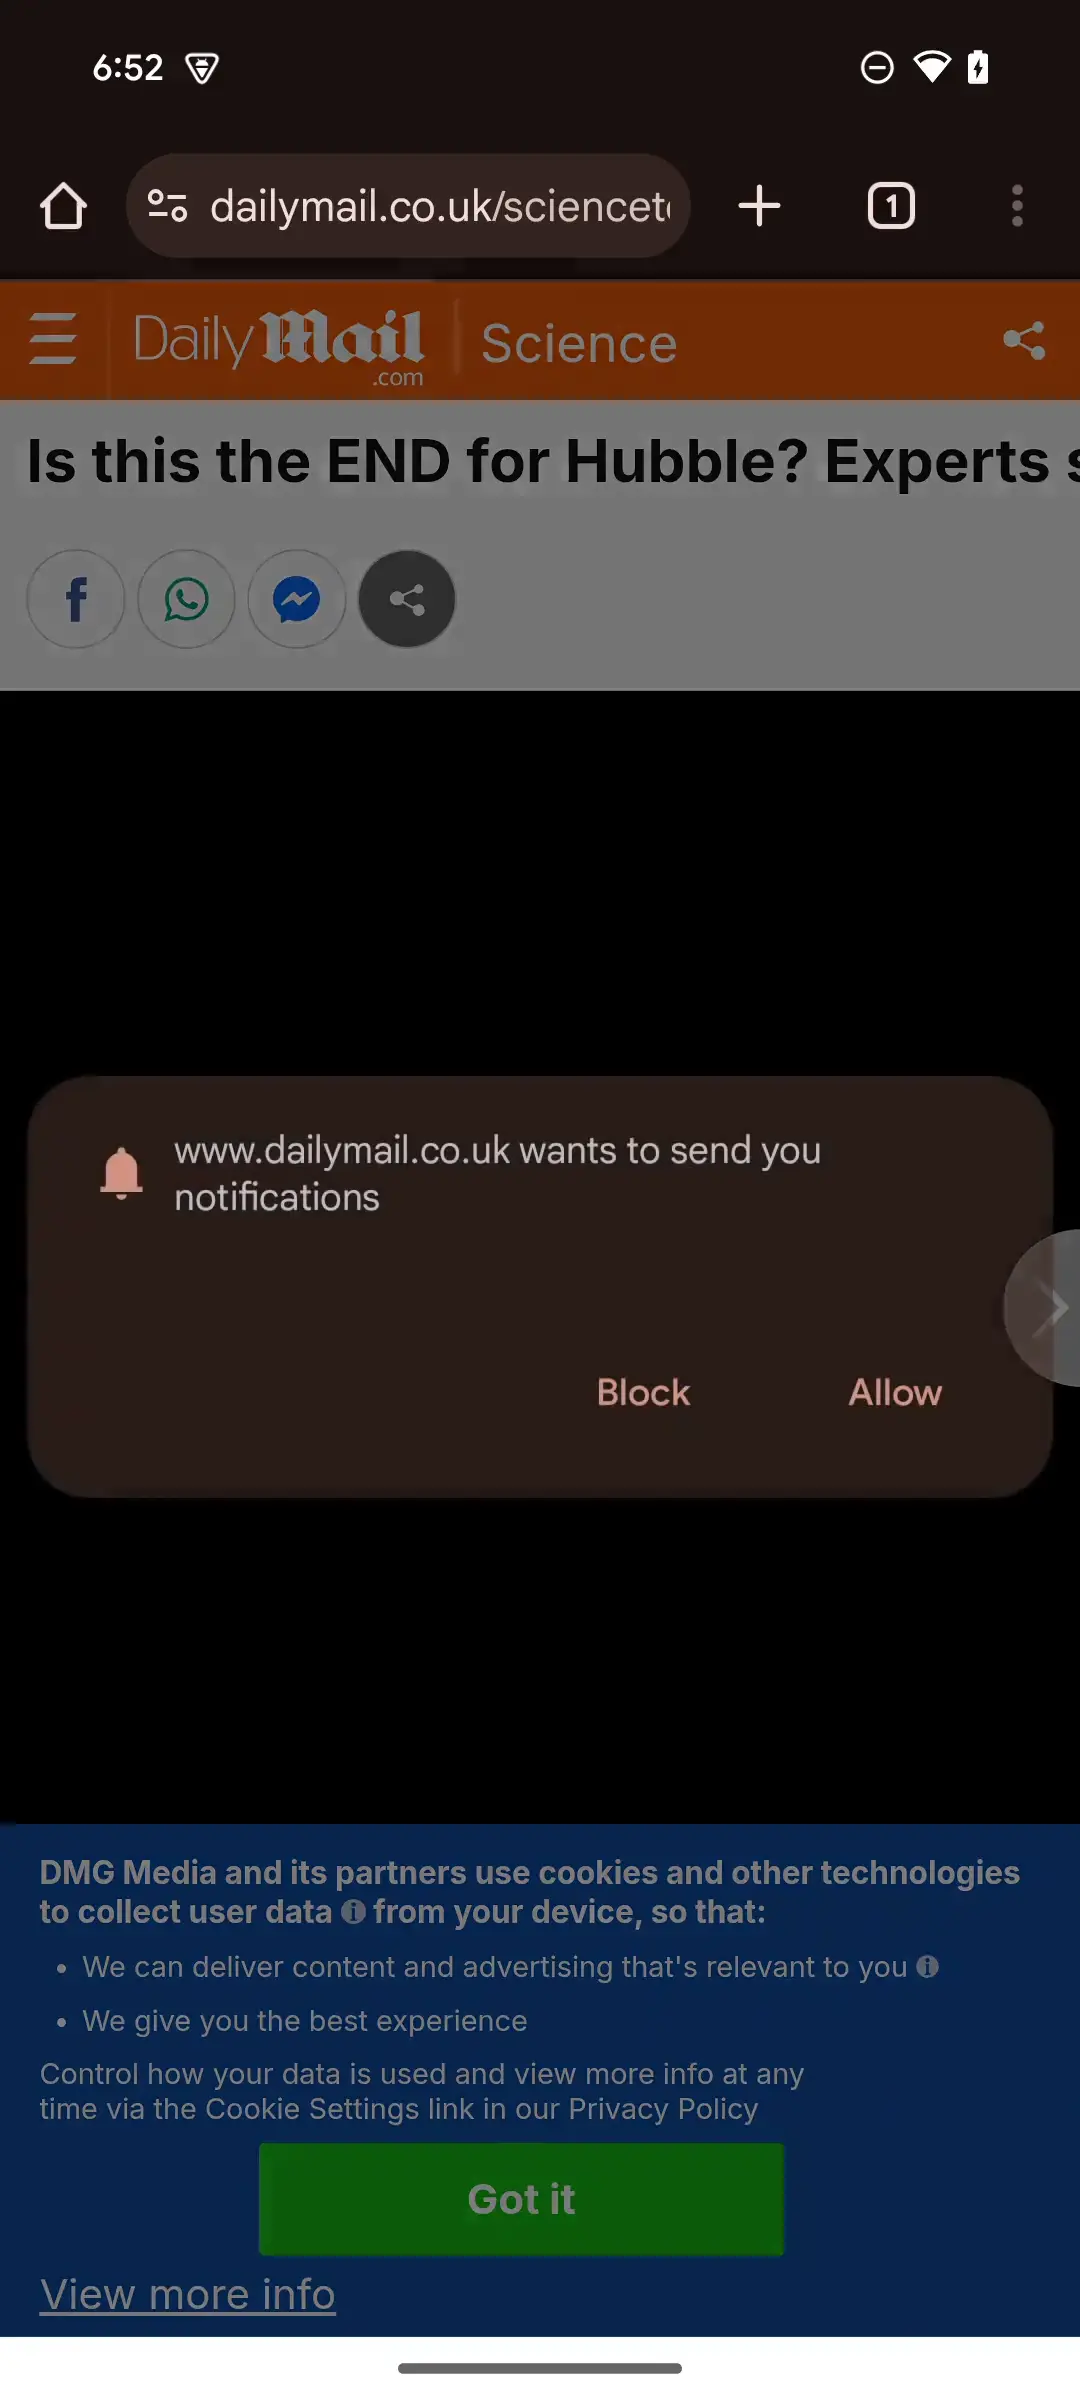 6:52
dailymail.co.uk/sciencet
1
Daily Mail
.com
Science
Is this the END for Hubble? Experts s
www.dailymail.co.uk wants to send you
notifications
Block
Allow
DMG Media and its partners use cookies and other technologies
to collect user data from your device, so that:
• We can deliver content and advertising that's relevant to you
• We give you the best experience
Control how your data is used and view more info at any
time via the Cookie Settings link in our Privacy Policy
Got it
View more info